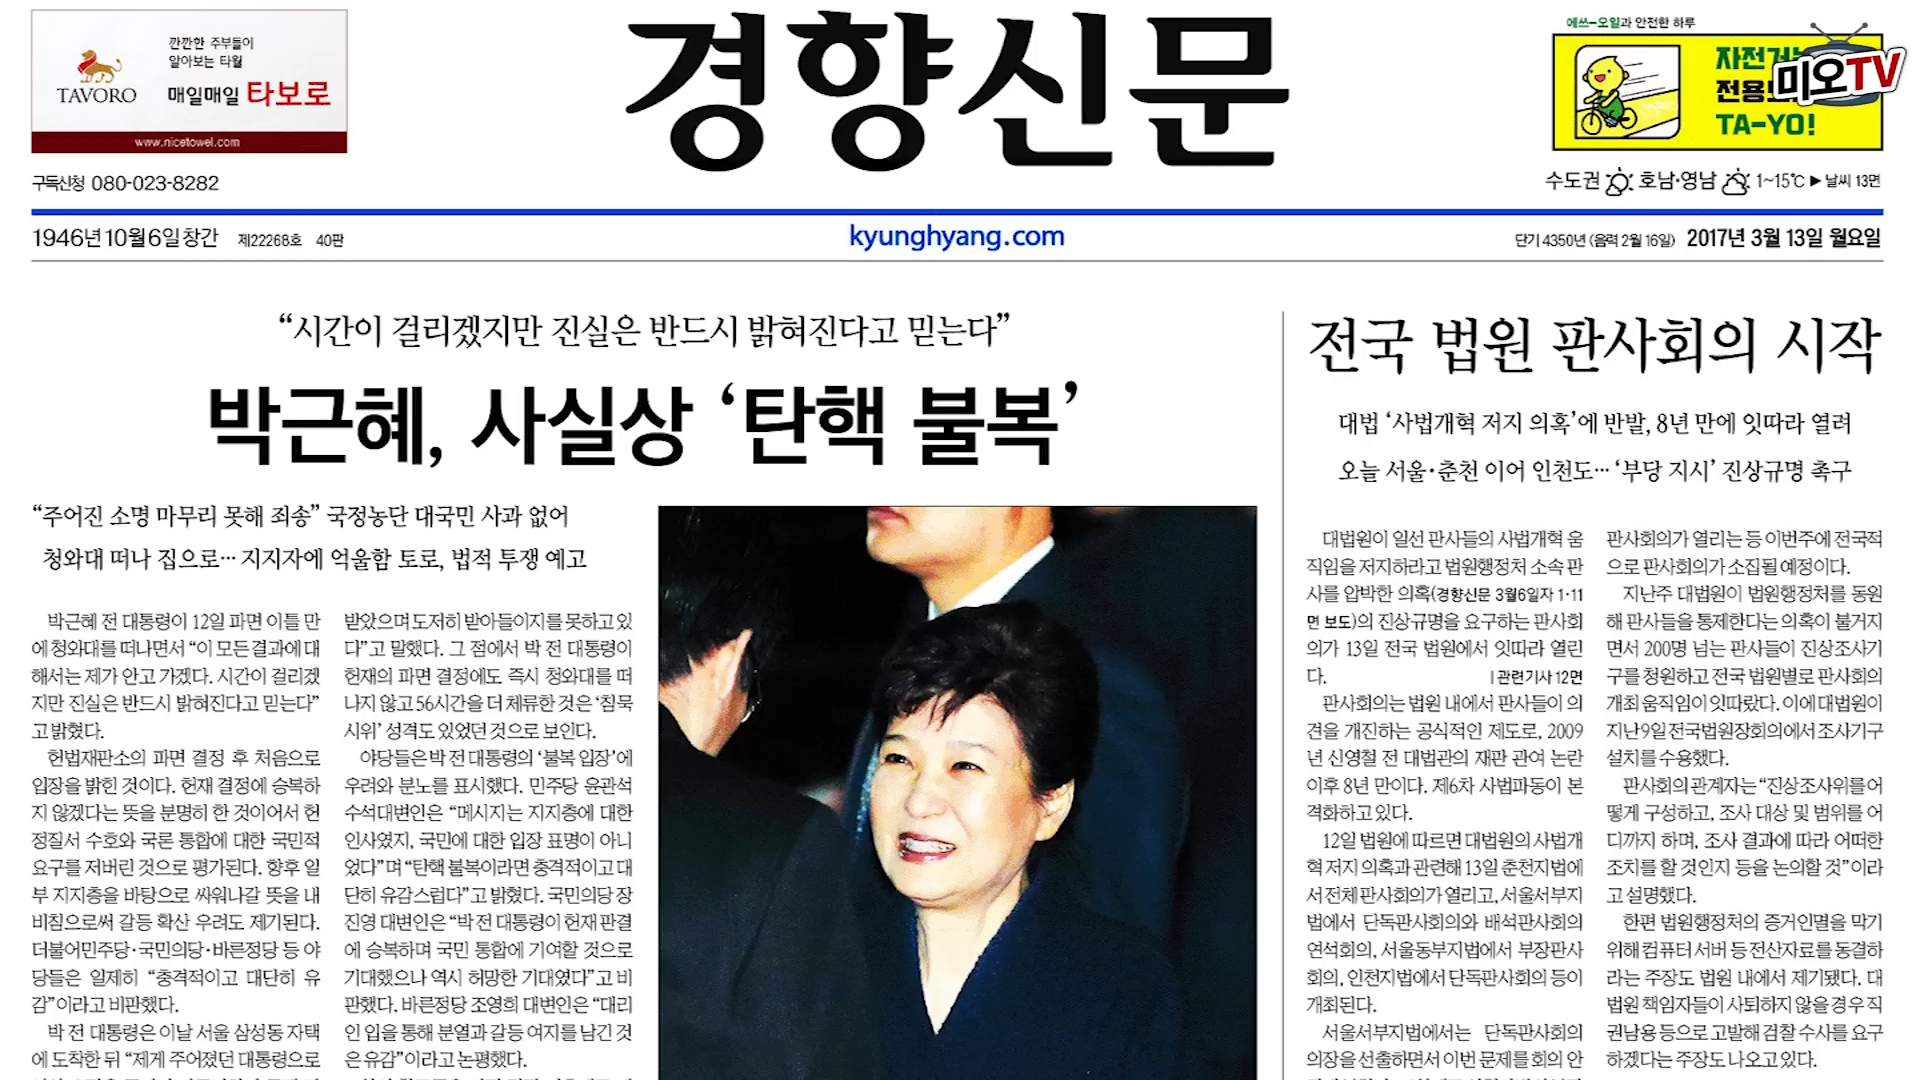 깐깐한 주부들이
알아보는 타월
TAVORO
매일매일 타보로
www.nicetowel.com
구독신청 080-023-8282
경향신문
에쓰-오일과 안전한 하루
자전거
전용
TA-YO!
미오TV
수도권 호남·영남 1~15℃ ▶날씨 13면
1946년 10월 6일 창간 제22268호 40판
kyunghyang.com
단기 4350년 (음력 2월 16일) 2017년 3월 13일 월요일
“시간이 걸리겠지만 진실은 반드시 밝혀진다고 믿는다”
박근혜, 사실상 ‘탄핵 불복’
“주어진 소명 마무리 못해 죄송” 국정농단 대국민 사과 없어
청와대 떠나 집으로… 지지자에 억울함 토로, 법적 투쟁 예고
박근혜 전 대통령이 12일 파면 이틀 만
에 청와대를 떠나면서 “이 모든 결과에 대
해서는 제가 안고 가겠다. 시간이 걸리겠
지만 진실은 반드시 밝혀진다고 믿는다”
고 밝혔다.
헌법재판소의 파면 결정 후 처음으로
입장을 밝힌 것이다. 헌재 결정에 승복하
지 않겠다는 뜻을 분명히 한 것이어서 헌
정질서 수호와 국론 통합에 대한 국민적
요구를 저버린 것으로 평가된다. 향후 일
부 지지층을 바탕으로 싸워나갈 뜻을 내
비침으로써 갈등 확산 우려도 제기된다.
더불어민주당·국민의당·바른정당 등 야
당들은 일제히 “충격적이고 대단히 유
감”이라고 비판했다.
박 전 대통령은 이날 서울 삼성동 자택
에 도착한 뒤 “제게 주어졌던 대통령으로
받았으며 도저히 받아들이지를 못하고 있
다”고 말했다. 그 점에서 박 전 대통령이
헌재의 파면 결정에도 즉시 청와대를 떠
나지 않고 56시간을 더 체류한 것은 ‘침묵
시위’ 성격도 있었던 것으로 보인다.
야당들은 박 전 대통령의 ‘불복 입장’에
우려와 분노를 표시했다. 민주당 윤관석
수석대변인은 “메시지는 지지층에 대한
인사였지, 국민에 대한 입장 표명이 아니
었다”며 “탄핵 불복이라면 충격적이고 대
단히 유감스럽다”고 밝혔다. 국민의당 장
진영 대변인은 “박 전 대통령이 헌재 판결
에 승복하며 국민 통합에 기여할 것으로
기대했으나 역시 허망한 기대였다”고 비
판했다. 바른정당 조영희 대변인은 “대리
인 입을 통해 분열과 갈등 여지를 남긴 것
은 유감”이라고 논평했다.
전국 법원 판사회의 시작
대법 ‘사법개혁 저지 의혹’에 반발, 8년 만에 잇따라 열려
오늘 서울·춘천 이어 인천도… ‘부당 지시’ 진상규명 촉구
대법원이 일선 판사들의 사법개혁 움
직임을 저지하라고 법원행정처 소속 판
사를 압박한 의혹(경향신문 3월6일자 1·11
면 보도)의 진상규명을 요구하는 판사회
의가 13일 전국 법원에서 잇따라 열린
다. | 관련기사 12면
판사회의는 법원 내에서 판사들이 의
견을 개진하는 공식적인 제도로, 2009
년 신영철 전 대법관의 재판 관여 논란
이후 8년 만이다. 제6차 사법파동이 본
격화하고 있다.
12일 법원에 따르면 대법원의 사법개
혁 저지 의혹과 관련해 13일 춘천지법에
서 전체 판사회의가 열리고, 서울서부지
법에서 단독판사회의와 배석판사회의
연석회의, 서울동부지법에서 부장판사
회의, 인천지법에서 단독판사회의 등이
개최된다.
서울서부지법에서는 단독판사회의
의장을 선출하면서 이번 문제를 회의 안
판사회의가 열리는 등 이번주에 전국적
으로 판사회의가 소집될 예정이다.
지난주 대법원이 법원행정처를 동원
해 판사들을 통제한다는 의혹이 불거지
면서 200명 넘는 판사들이 진상조사기
구를 청원하고 전국 법원별로 판사회의
개최 움직임이 잇따랐다. 이에 대법원이
지난 9일 전국법원장회의에서 조사기구
설치를 수용했다.
판사회의 관계자는 “진상조사위를 어
떻게 구성하고, 조사 대상 및 범위를 어
디까지 하며, 조사 결과에 따라 어떠한
조치를 할 것인지 등을 논의할 것”이라
고 설명했다.
한편 법원행정처의 증거인멸을 막기
위해 컴퓨터 서버 등 전산자료를 동결하
라는 주장도 법원 내에서 제기됐다. 대
법원 책임자들이 사퇴하지 않을 경우 직
권남용 등으로 고발해 검찰 수사를 요구
하겠다는 주장도 나오고 있다.